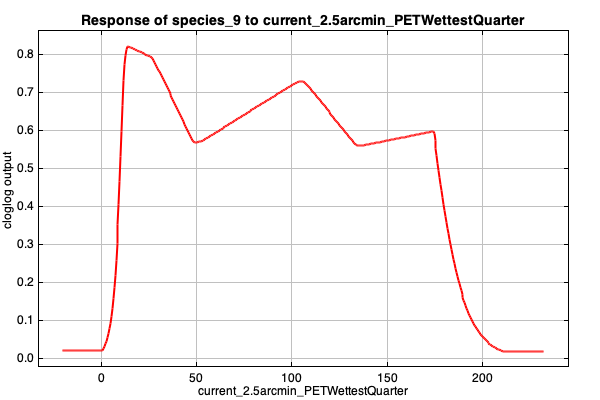 Response of species_9 to current_2.5arcmin_PETWettestQuarter
cloglog output
0.8
0.7
0.6
0.5
0.4
0.3
0.2
0.1
0.0
0 50 100 150 200
current_2.5arcmin_PETWettestQuarter